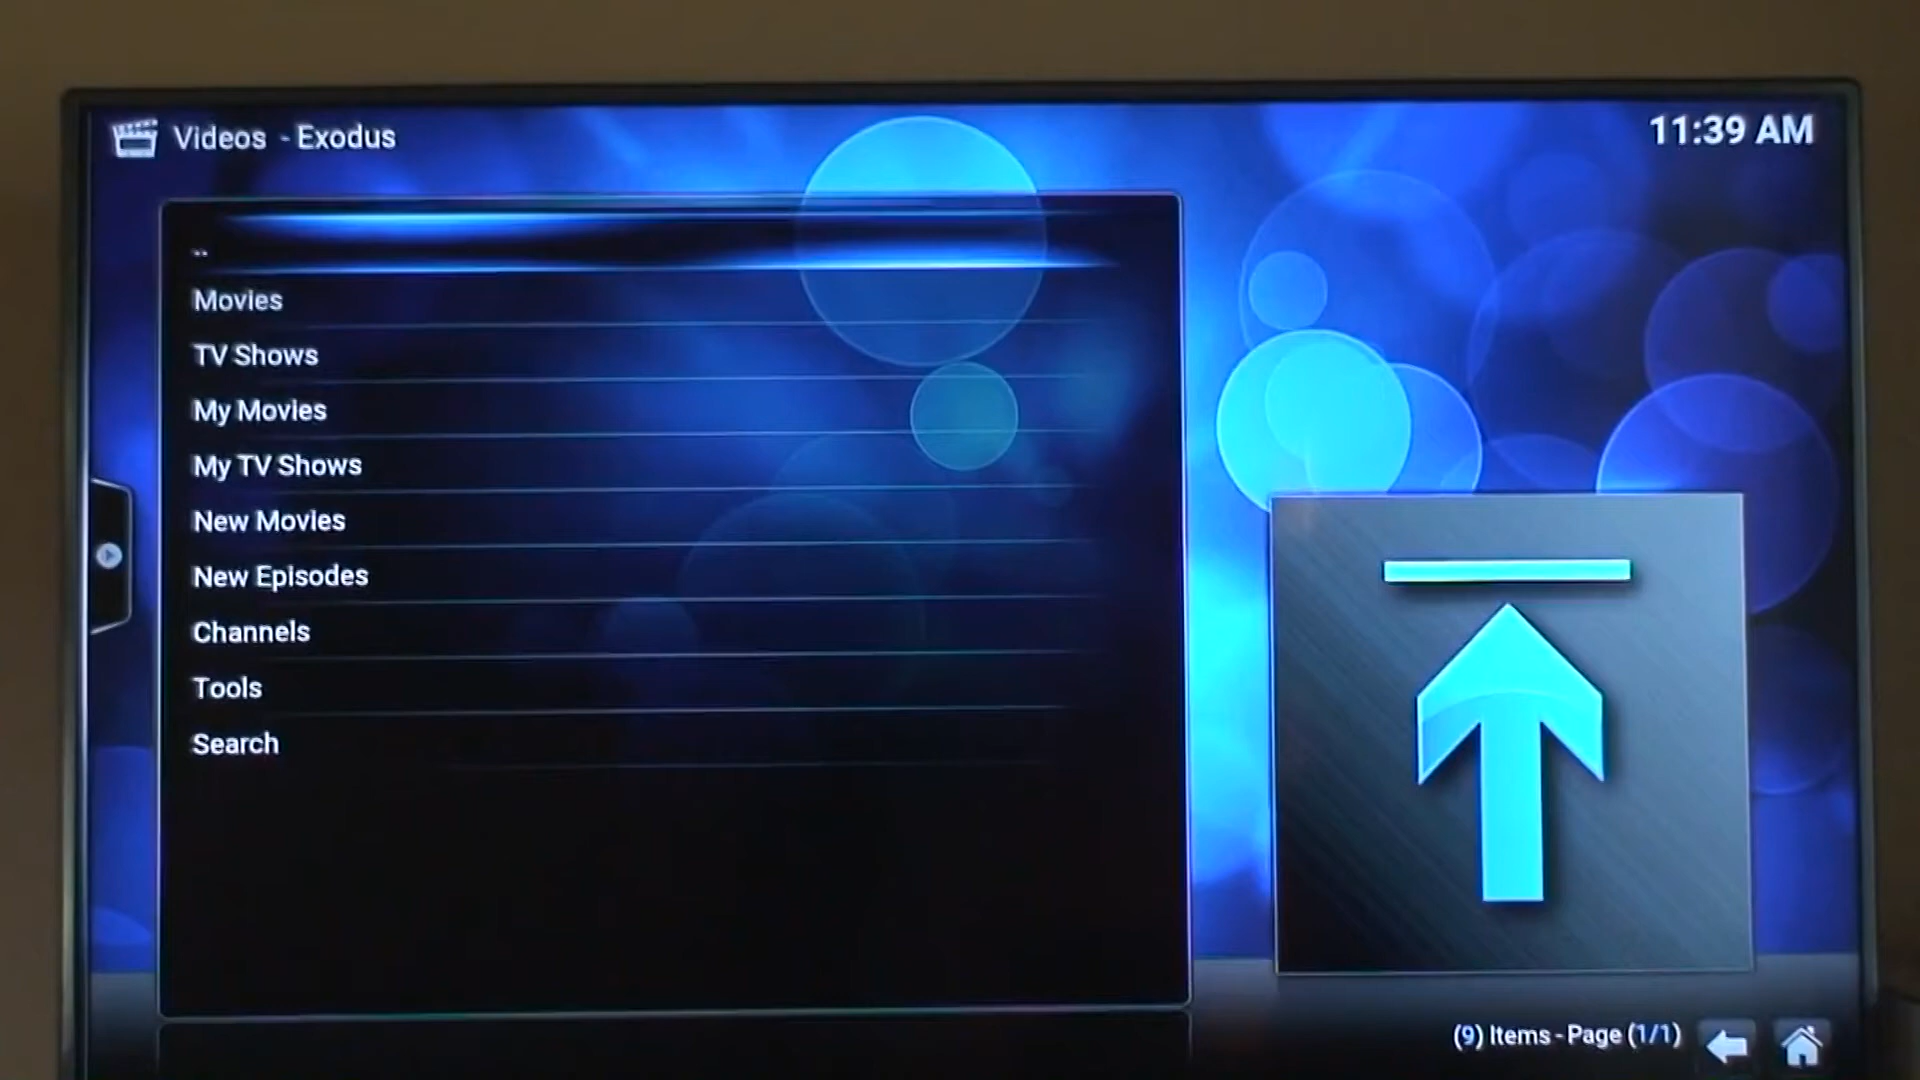 Videos - Exodus
11:39 AM
..
Movies
TV Shows
My Movies
My TV Shows
New Movies
New Episodes
Channels
Tools
Search
(9) Items - Page (1/1)